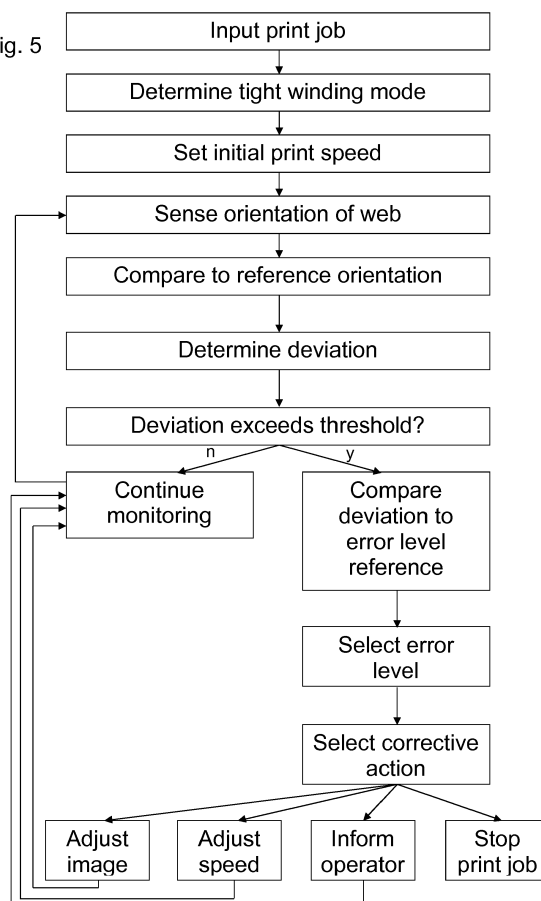 ig. 5
Input print job
Determine tight winding mode
Set initial print speed
Sense orientation of web
Compare to reference orientation
Determine deviation
Deviation exceeds threshold?
n
y
Continue
monitoring
Compare
deviation to
error level
reference
Select error
level
Select corrective
action
Adjust
image
Adjust
speed
Inform
operator
Stop
print job